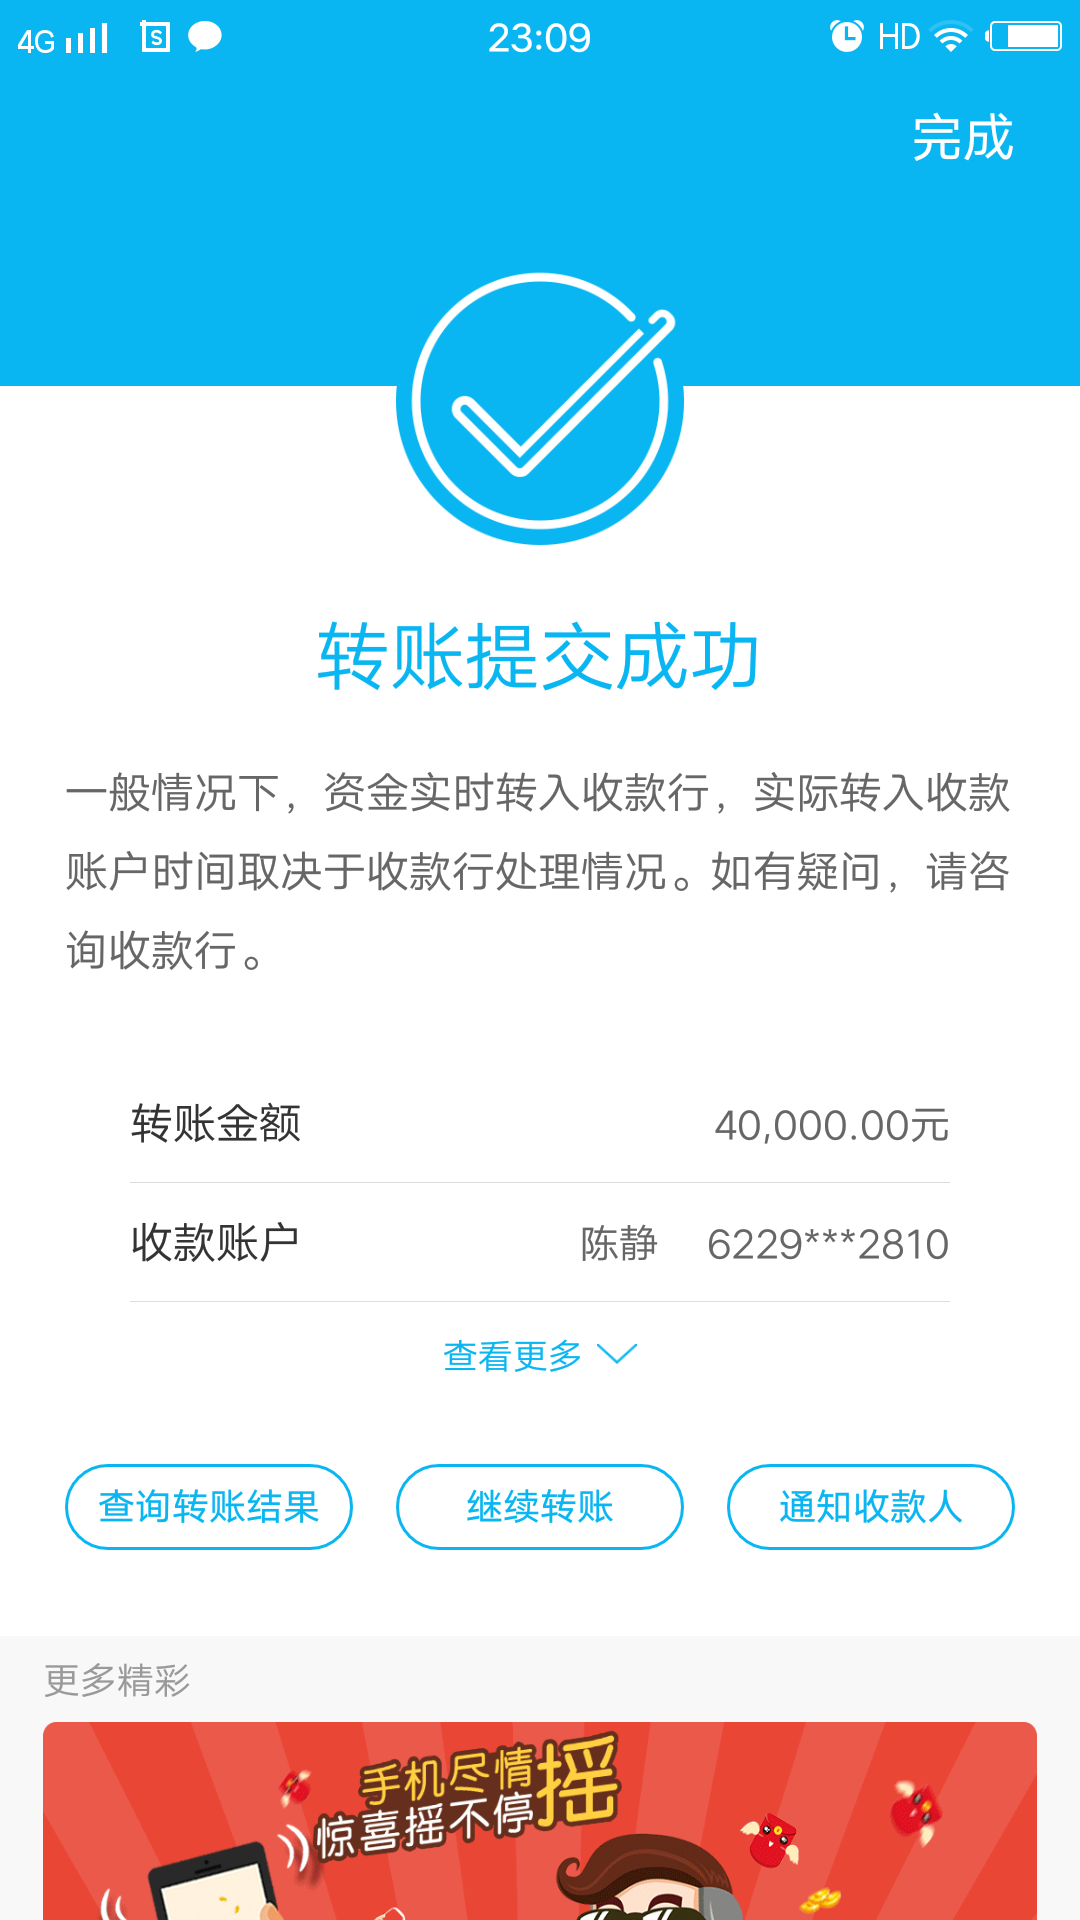 4G 23:09 HD
完成
转账提交成功
一般情况下，资金实时转入收款行，实际转入收款
账户时间取决于收款行处理情况。如有疑问，请咨
询收款行。
转账金额 40,000.00元
收款账户 陈静 6229***2810
查看更多
查询转账结果 继续转账 通知收款人
更多精彩
手机尽情摇
惊喜摇不停